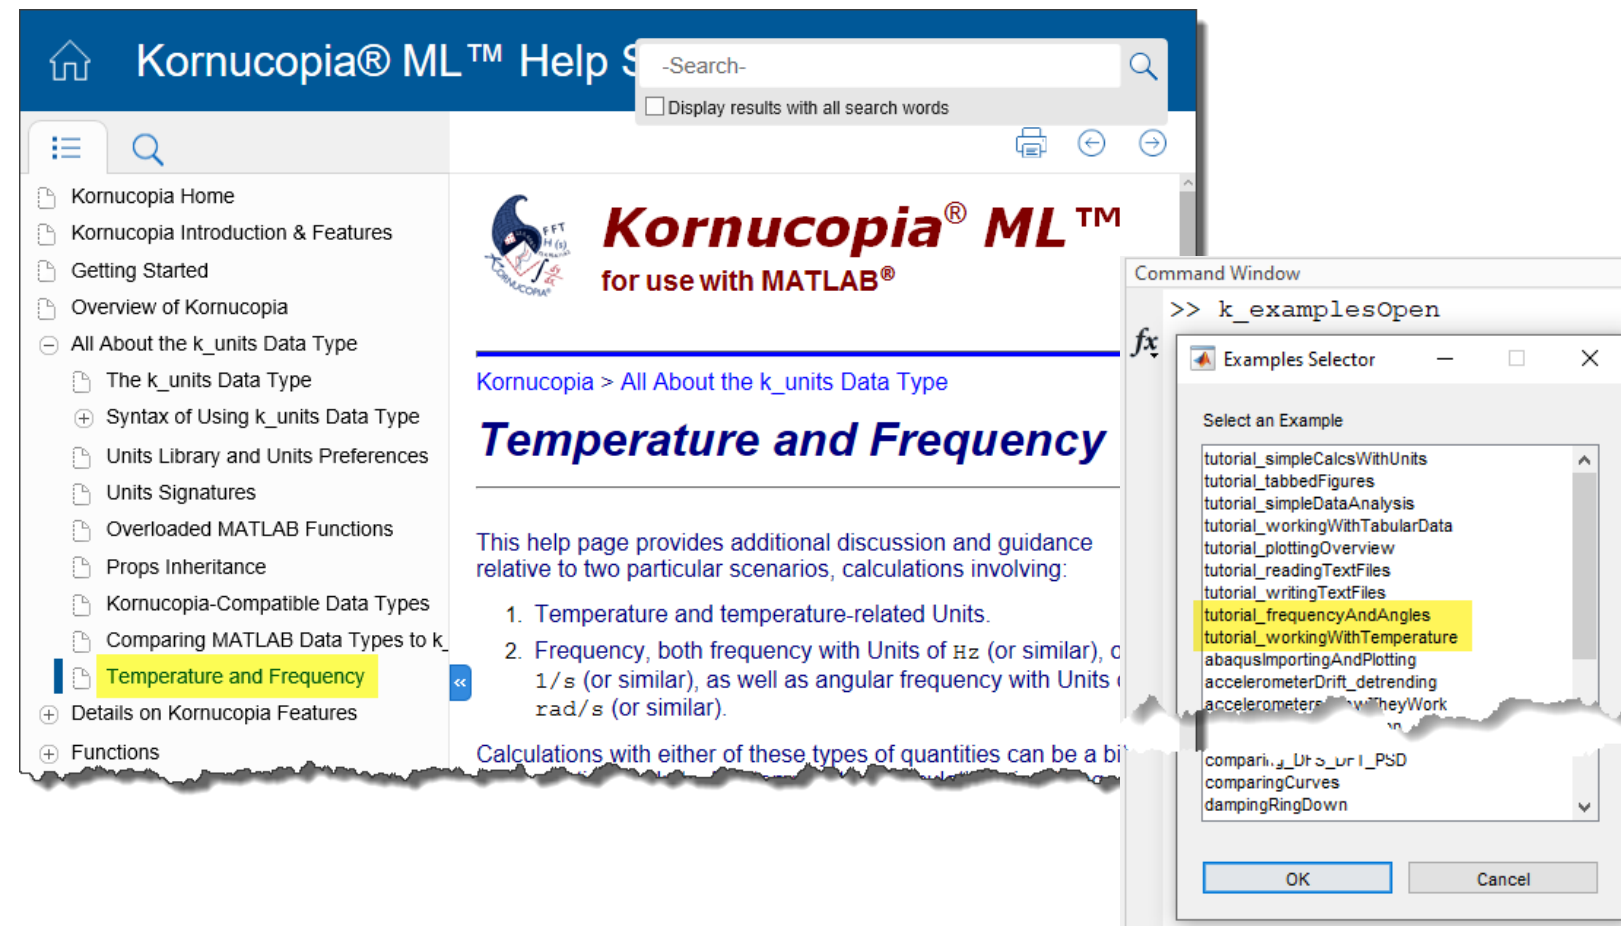 Kornucopia® ML™ Help S
-Search-
Display results with all search words
Kornucopia Home
Kornucopia Introduction & Features
Getting Started
Overview of Kornucopia
All About the k_units Data Type
The k_units Data Type
Syntax of Using k_units Data Type
Units Library and Units Preferences
Units Signatures
Overloaded MATLAB Functions
Props Inheritance
Kornucopia-Compatible Data Types
Comparing MATLAB Data Types to k_
Temperature and Frequency
Details on Kornucopia Features
Functions
FFT
H(s)
dy
dx
KORNUCOPIA®
Kornucopia® ML™
for use with MATLAB®
Kornucopia > All About the k_units Data Type
Temperature and Frequency
This help page provides additional discussion and guidance
relative to two particular scenarios, calculations involving:
1. Temperature and temperature-related Units.
2. Frequency, both frequency with Units of Hz (or similar),
1/s (or similar), as well as angular frequency with Units
rad/s (or similar).
Calculations with either of these types of quantities can be a
Command Window
>> k_examplesOpen
fx
Examples Selector
Select an Example
tutorial_simpleCalcsWithUnits
tutorial_tabbedFigures
tutorial_simpleDataAnalysis
tutorial_workingWithTabularData
tutorial_plottingOverview
tutorial_readingTextFiles
tutorial_writingTextFiles
tutorial_frequencyAndAngles
tutorial_workingWithTemperature
abaqusImportingAndPlotting
accelerometerDrift_detrending
comparingCurves
dampingRingDown
OK
Cancel